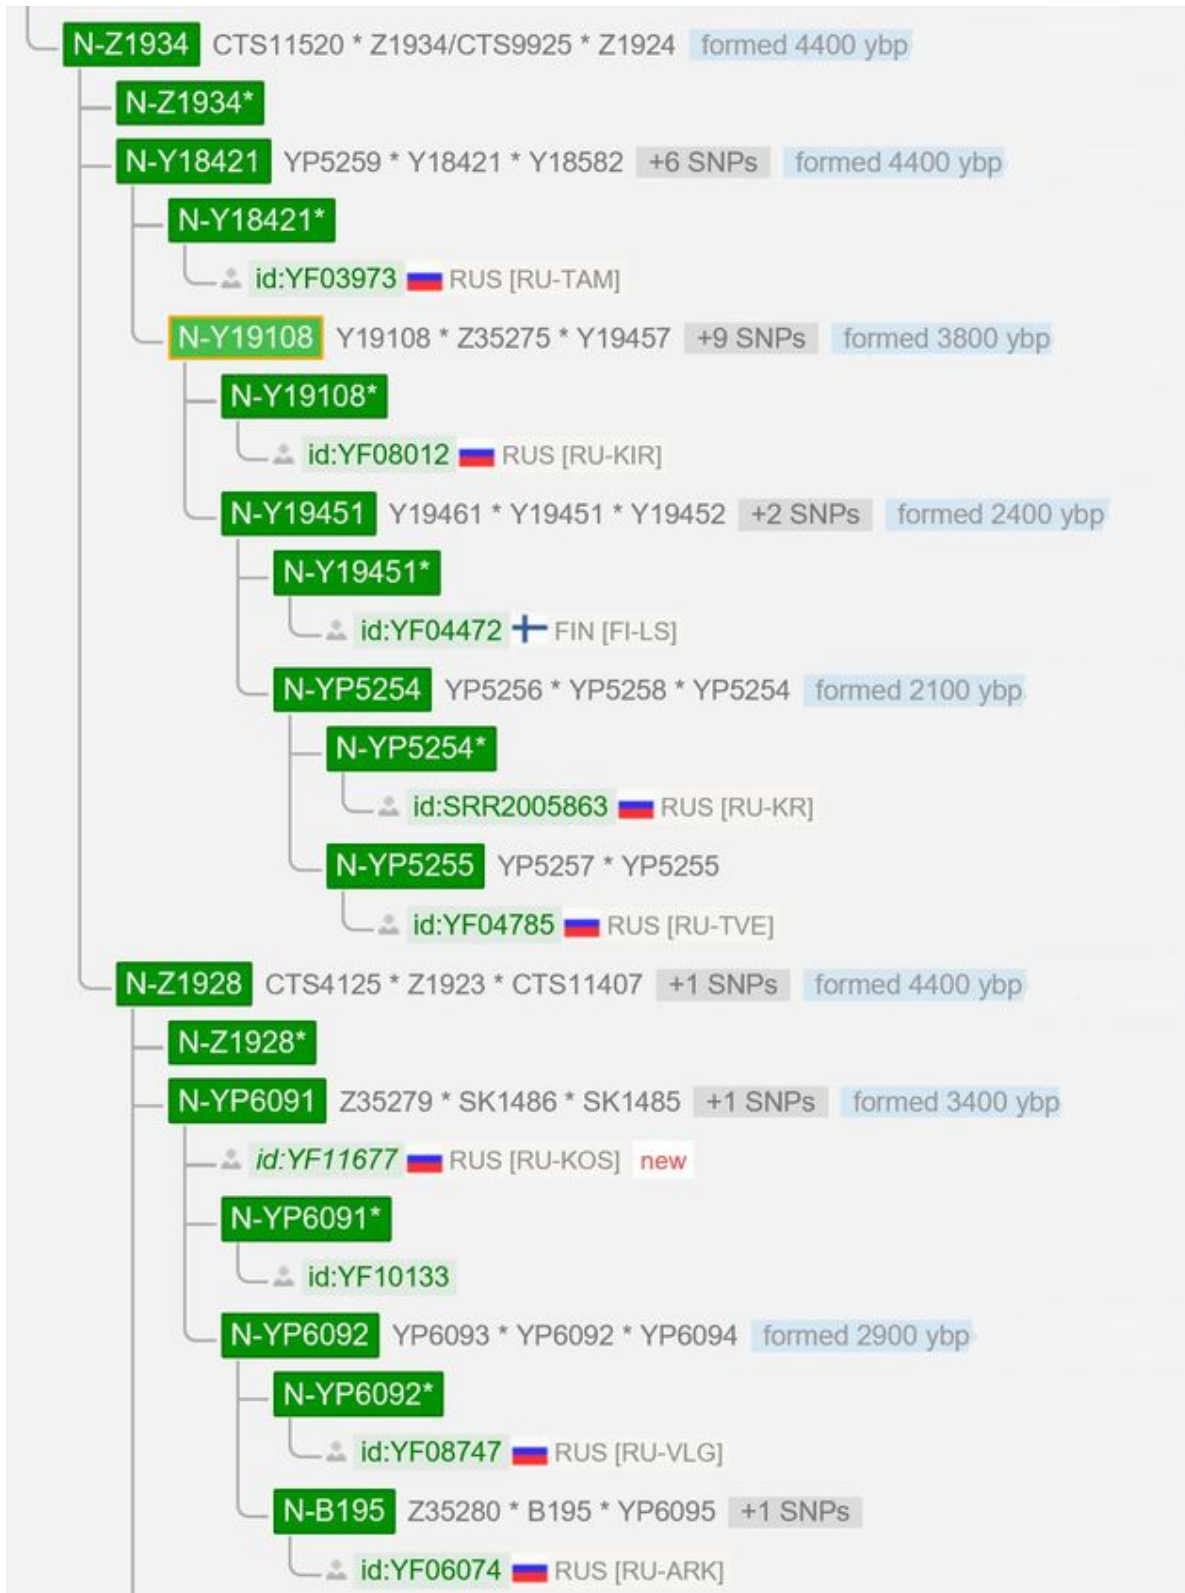 N-Z1934 CTS11520 * Z1934/CTS9925 * Z1924 formed 4400 ybp
N-Z1934*
N-Y18421 YP5259 * Y18421 * Y18582 +6 SNPs formed 4400 ybp
N-Y18421*
id:YF03973 RUS [RU-TAM]
N-Y19108 Y19108 * Z35275 * Y19457 +9 SNPs formed 3800 ybp
N-Y19108*
id:YF08012 RUS [RU-KIR]
N-Y19451 Y19461 * Y19451 * Y19452 +2 SNPs formed 2400 ybp
N-Y19451*
id:YF04472 FIN [FI-LS]
N-YP5254 YP5256 * YP5258 * YP5254 formed 2100 ybp
N-YP5254*
id:SRR2005863 RUS [RU-KR]
N-YP5255 YP5257 * YP5255
id:YF04785 RUS [RU-TVE]
N-Z1928 CTS4125 * Z1923 * CTS11407 +1 SNPs formed 4400 ybp
N-Z1928*
N-YP6091 Z35279 * SK1486 * SK1485 +1 SNPs formed 3400 ybp
id:YF11677 RUS [RU-KOS] new
N-YP6091*
id:YF10133
N-YP6092 YP6093 * YP6092 * YP6094 formed 2900 ybp
N-YP6092*
id:YF08747 RUS [RU-VLG]
N-B195 Z35280 * B195 * YP6095 +1 SNPs
id:YF06074 RUS [RU-ARK]